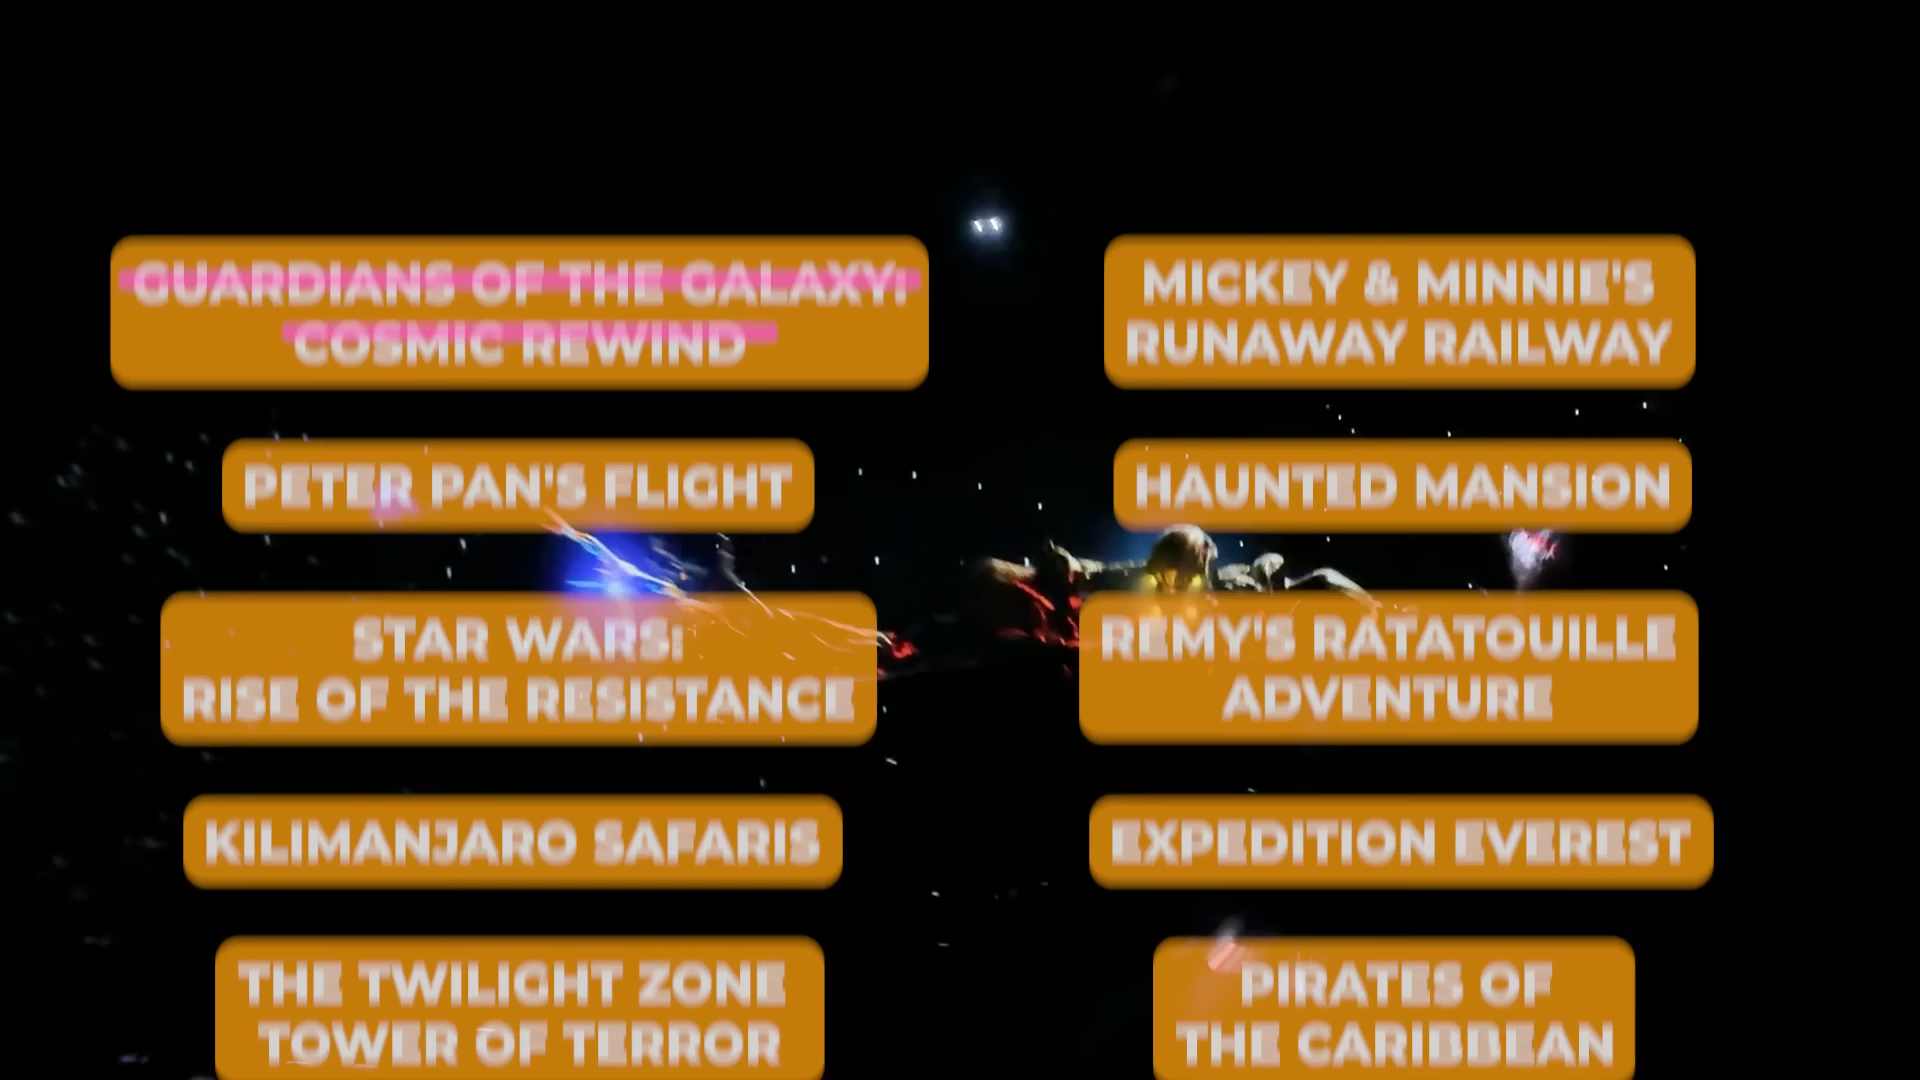 GUARDIANS OF THE GALAXY:
COSMIC REWIND
PETER PAN'S FLIGHT
STAR WARS:
RISE OF THE RESISTANCE
KILIMANJARO SAFARIS
THE TWILIGHT ZONE
TOWER OF TERROR
MICKEY & MINNIE'S
RUNAWAY RAILWAY
HAUNTED MANSION
REMY'S RATATOUILLE
ADVENTURE
EXPEDITION EVEREST
PIRATES OF
THE CARIBBEAN